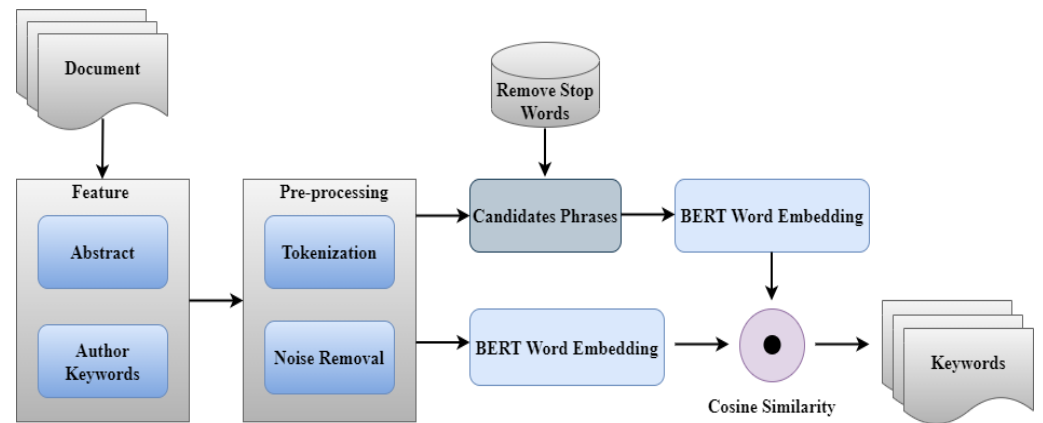 Document
Remove Stop
Words
Feature
Abstract
Author
Keywords
Pre-processing
Tokenization
Noise Removal
Candidates Phrases
BERT Word Embedding
BERT Word Embedding
Cosine Similarity
Keywords